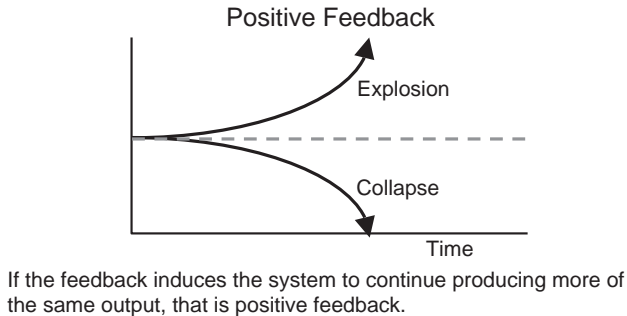 Positive Feedback
Explosion
Collapse
Time
If the feedback induces the system to continue producing more of
the same output, that is positive feedback.